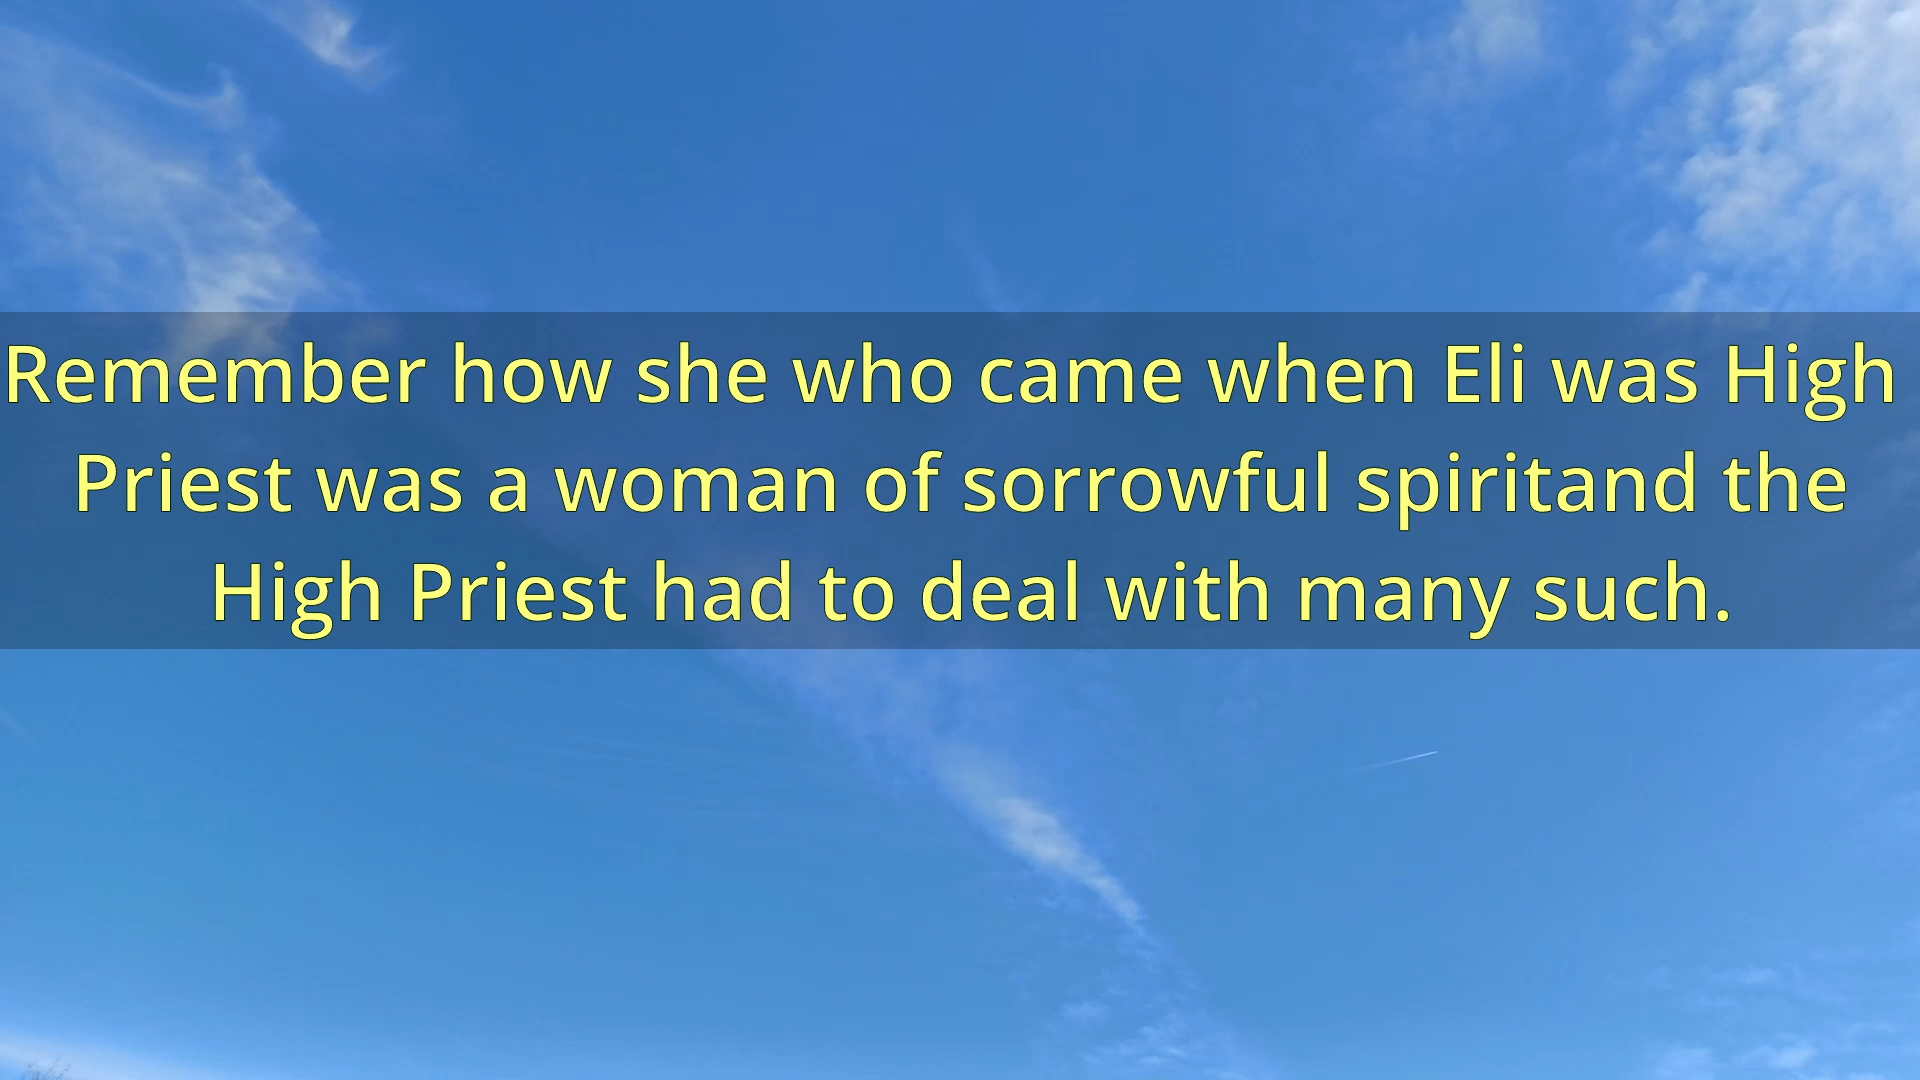 Remember how she who came when Eli was High
Priest was a woman of sorrowful spiritand the
High Priest had to deal with many such.